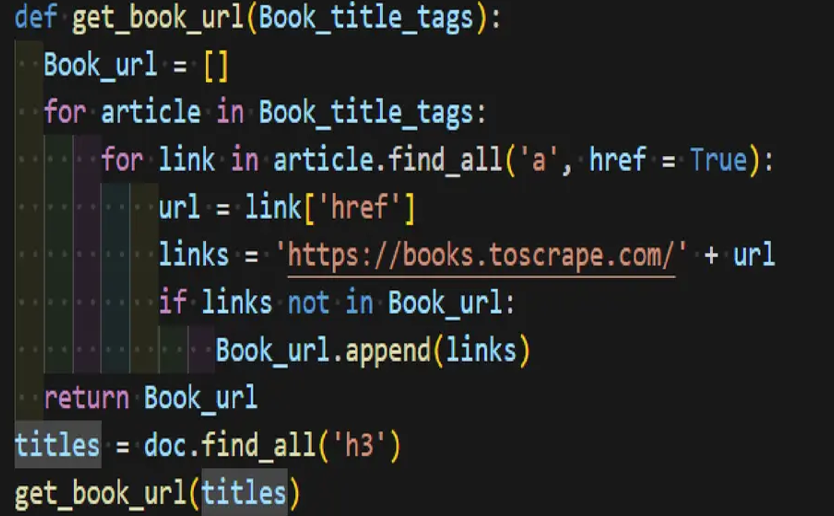 def get_book_url(Book_title_tags):
  Book_url = []
  for article in Book_title_tags:
      for link in article.find_all('a', href = True):
          url = link['href']
          links = 'https://books.toscrape.com/' + url
          if links not in Book_url:
              Book_url.append(links)
  return Book_url
titles = doc.find_all('h3')
get_book_url(titles)